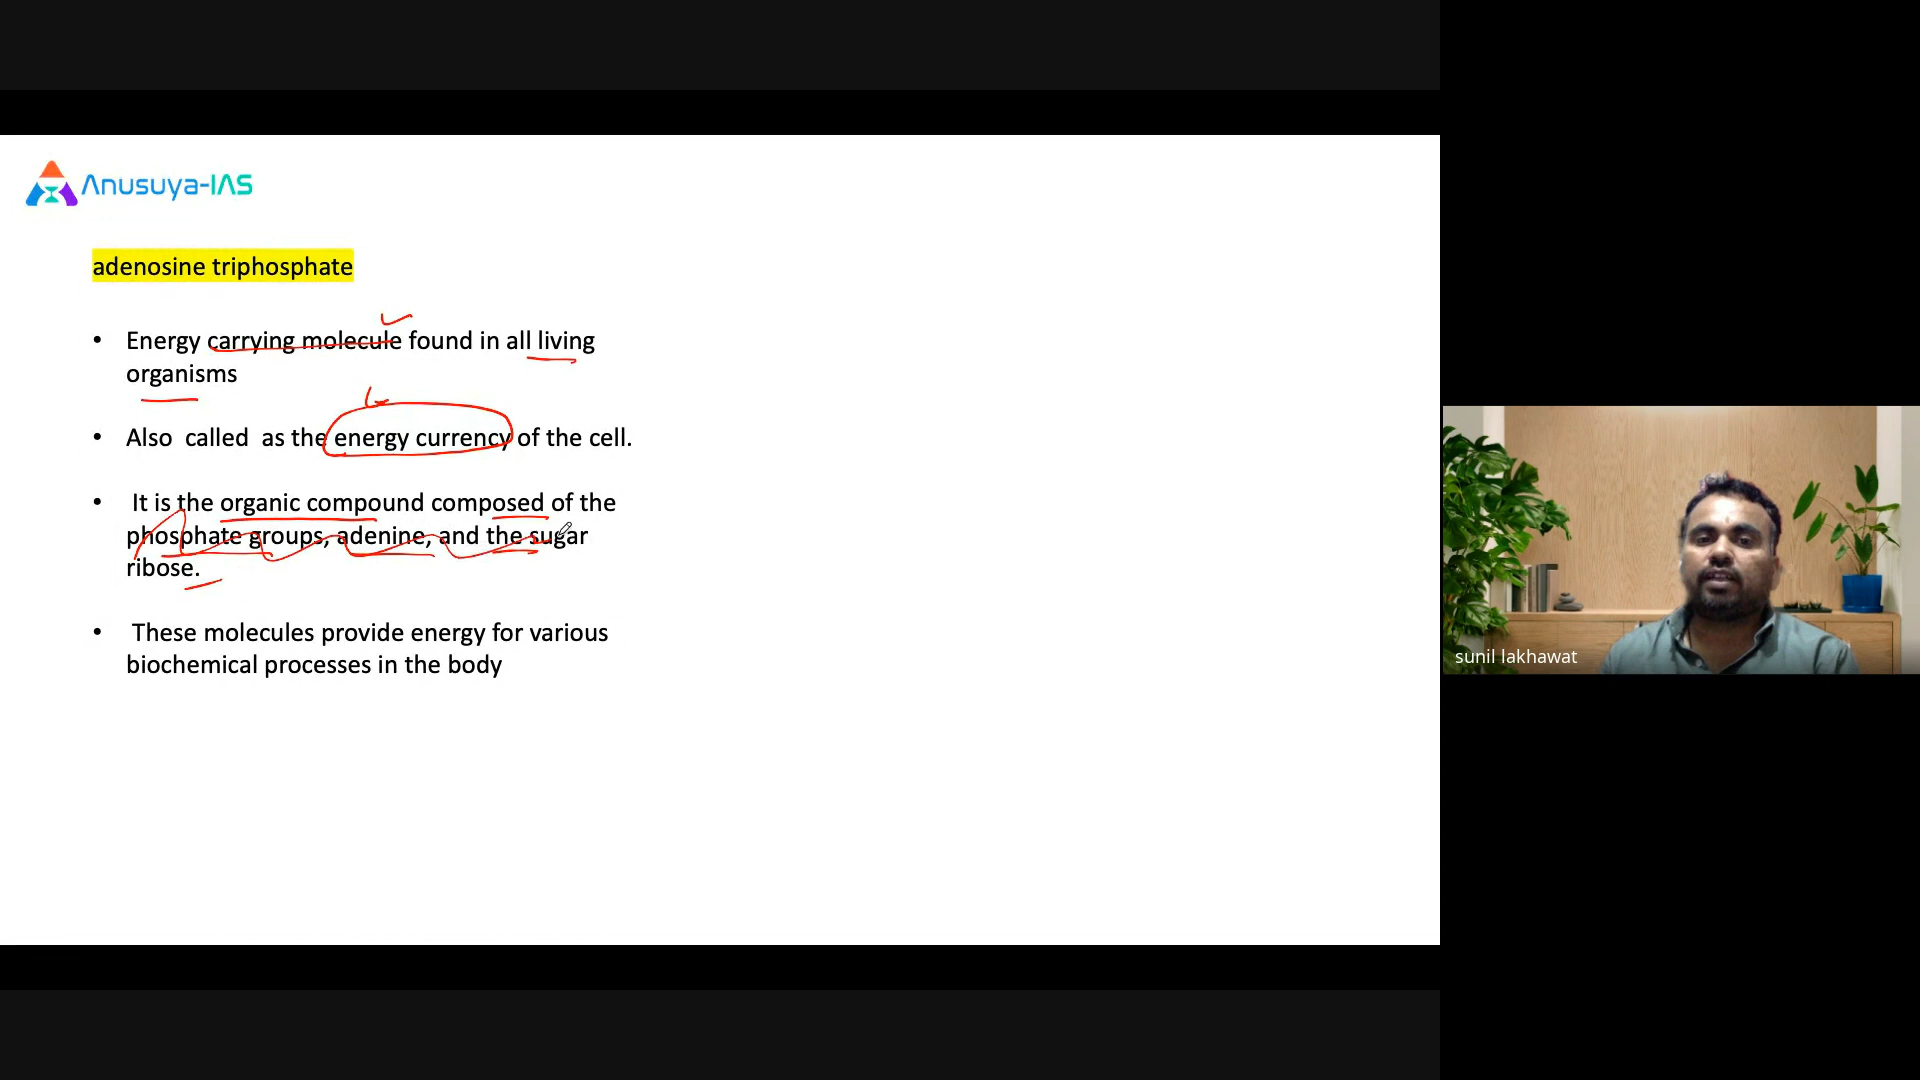 Anusuya-IAS
adenosine triphosphate
• Energy carrying molecule found in all living
organisms
• Also called as the energy currency of the cell.
• It is the organic compound composed of the
phosphate groups, adenine, and the sugar
ribose.
• These molecules provide energy for various
biochemical processes in the body
sunil lakhawat